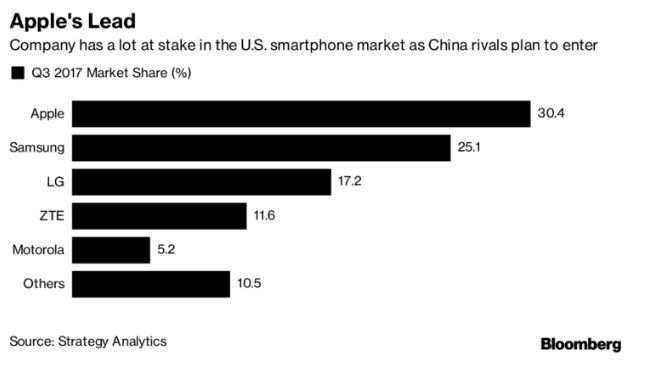 Apple's Lead
Company has a lot at stake in the U.S. smartphone market as China rivals plan to enter
Q3 2017 Market Share (%)
Apple 30.4
Samsung 25.1
LG 17.2
ZTE 11.6
Motorola 5.2
Others 10.5
Source: Strategy Analytics
Bloomberg